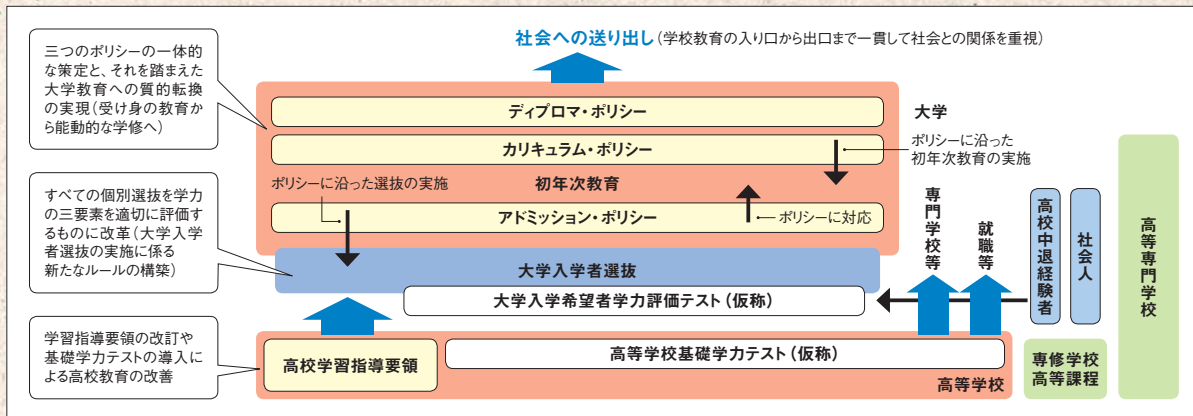 社会への送り出し(学校教育の入り口から出口まで一貫して社会との関係を重視)
三つのポリシーの一体的
な策定と、それを踏まえた
大学教育への質的転換
の実現(受け身の教育か
ら能動的な学修へ)
ディプロマ・ポリシー
大学
カリキュラム・ポリシー
ポリシーに沿った
初年次教育の実施
ポリシーに沿った選抜の実施
初年次教育
アドミッション・ポリシー
ポリシーに対応
すべての個別選抜を学力
の三要素を適切に評価す
るものに改革(大学入学
者選抜の実施に係る
新たなルールの構築)
大学入学者選抜
大学入学希望者学力評価テスト(仮称)
専門学校等
就職等
高校中退経験者
社会人
高等専門学校
学習指導要領の改訂や
基礎学力テストの導入に
よる高校教育の改善
高校学習指導要領
高等学校基礎学力テスト(仮称)
高等学校
専修学校
高等課程